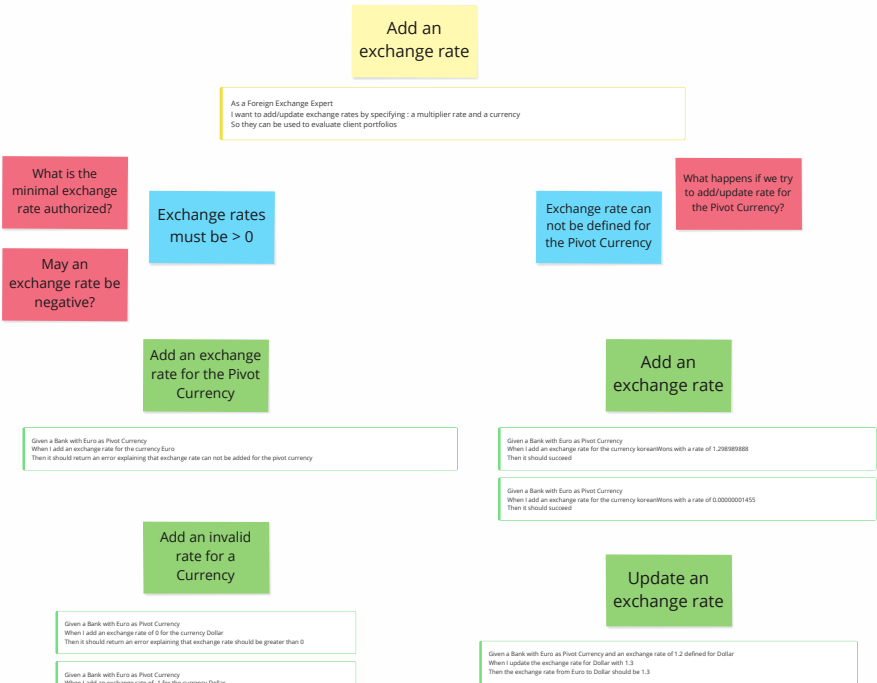 Add an
exchange rate
As a Foreign Exchange Expert
I want to add/update exchange rates by specifying : a multiplier rate and a currency
So they can be used to evaluate client portfolios
What is the
minimal exchange
rate authorized?
Exchange rates
must be > 0
Exchange rate can
not be defined for
the Pivot Currency
What happens if we try
to add/update rate for
the Pivot Currency?
May an
exchange rate be
negative?
Add an exchange
rate for the Pivot
Currency
Add an
exchange rate
Given a Bank with Euro as Pivot Currency
When I add an exchange rate for the currency Euro
Then it should return an error explaining that exchange rate can not be added for the pivot currency
Given a Bank with Euro as Pivot Currency
When I add an exchange rate for the currency koreanWons with a rate of 1.298989888
Then it should succeed
Given a Bank with Euro as Pivot Currency
When I add an exchange rate for the currency koreanWons with a rate of 0.00000001455
Then it should succeed
Add an invalid
rate for a
Currency
Update an
exchange rate
Given a Bank with Euro as Pivot Currency
When I add an exchange rate of 0 for the currency Dollar
Then it should return an error explaining that exchange rate should be greater than 0
Given a Bank with Euro as Pivot Currency and an exchange rate of 1.2 defined for Dollar
When I update the exchange rate for Dollar with 1.3
Then the exchange rate from Euro to Dollar should be 1.3
Given a Bank with Euro as Pivot Currency
When I add an exchange rate of -1 for the currency Dollar